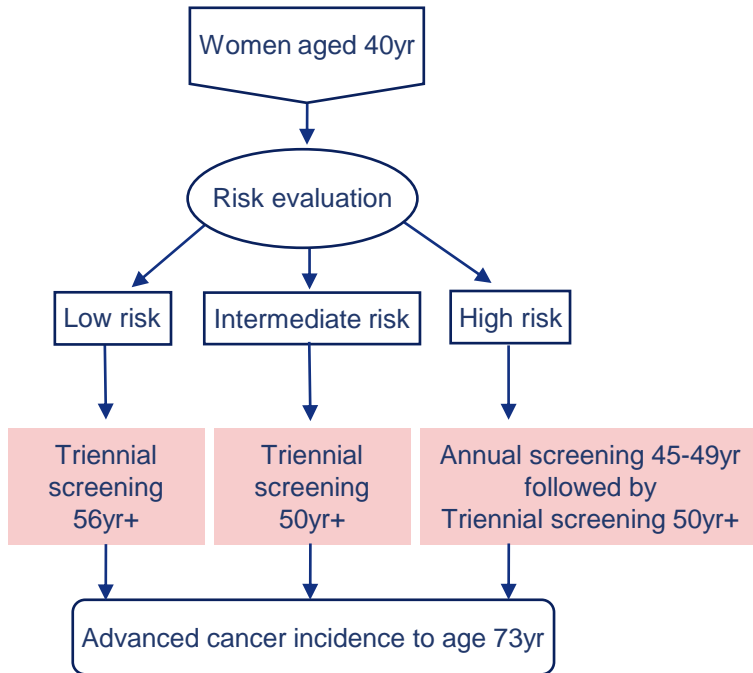 Women aged 40yr
Risk evaluation
Low risk
Intermediate risk
High risk
Triennial
screening
56yr+
Triennial
screening
50yr+
Annual screening 45-49yr
followed by
Triennial screening 50yr+
Advanced cancer incidence to age 73yr